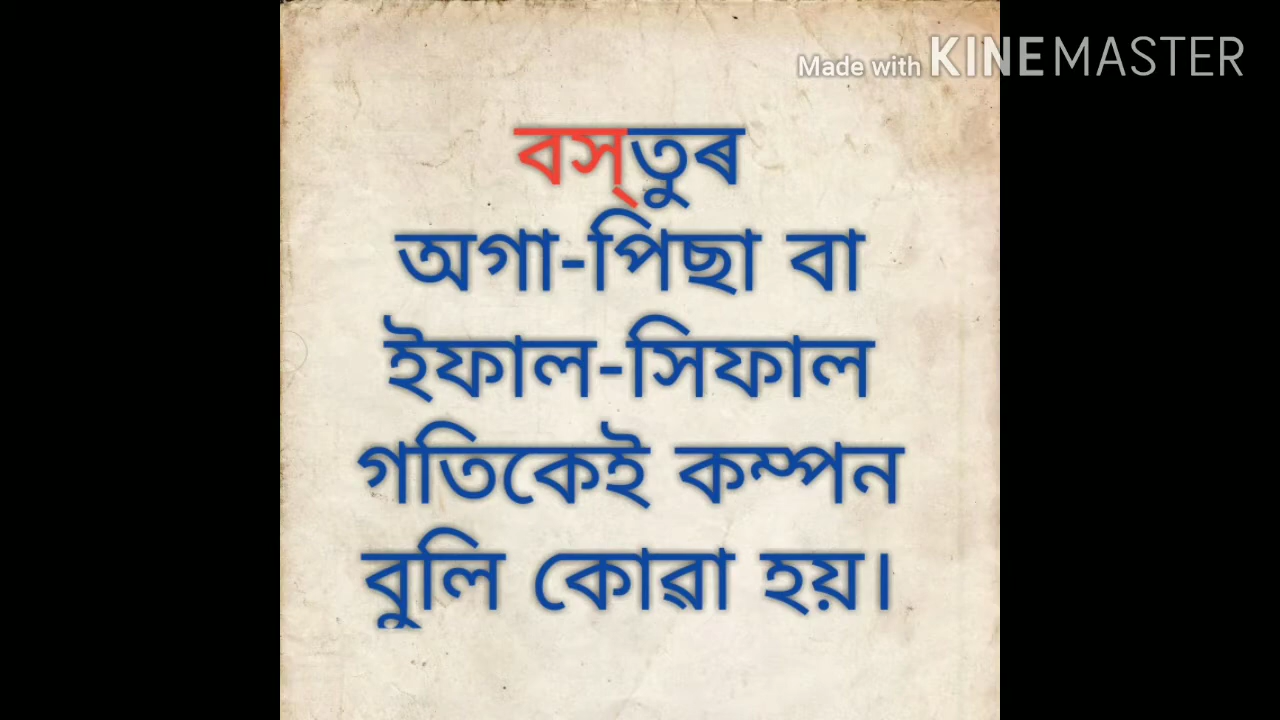 Made with KINEMASTER
বস্‌তুৰ
অগা-পিছা বা
ইফাল-সিফাল
গতিকেই কম্পন
বুলি কোৱা হয়।